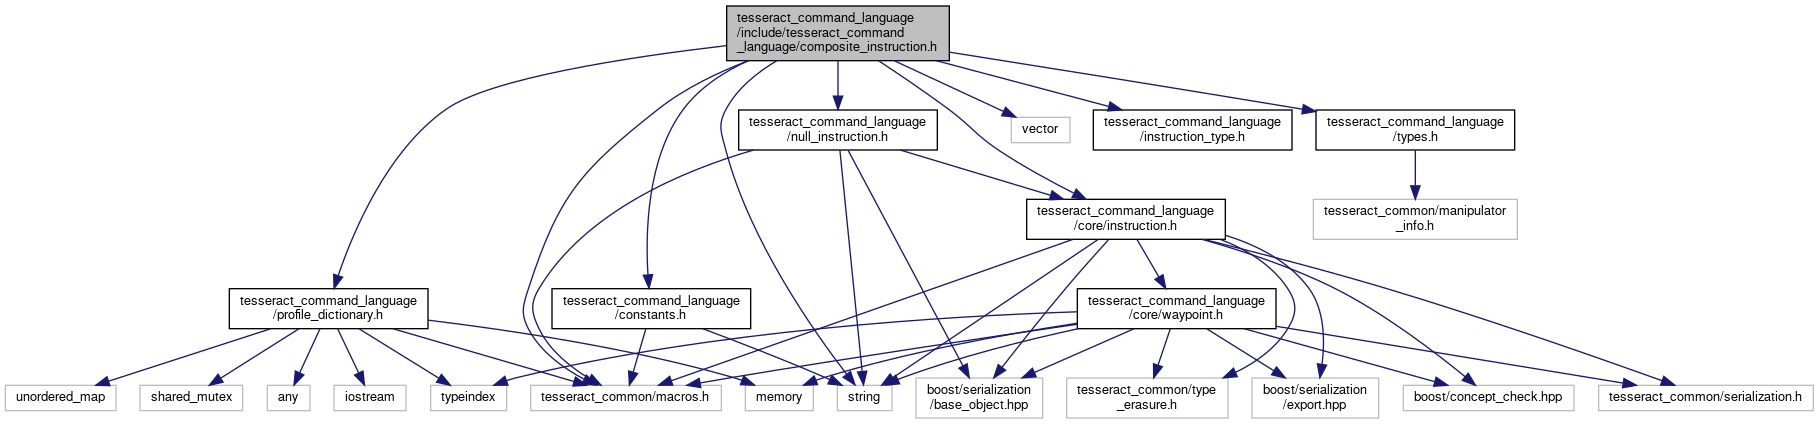 tesseract_command_language
/include/tesseract_command
_language/composite_instruction.h
tesseract_command_language
/null_instruction.h
vector
tesseract_command_language
/instruction_type.h
tesseract_command_language
/types.h
tesseract_command_language
/core/instruction.h
tesseract_common/manipulator
_info.h
tesseract_command_language
/profile_dictionary.h
tesseract_command_language
/constants.h
tesseract_command_language
/core/waypoint.h
unordered_map
shared_mutex
any
iostream
typeindex
tesseract_common/macros.h
memory
string
boost/serialization
/base_object.hpp
tesseract_common/type
_erasure.h
boost/serialization
/export.hpp
boost/concept_check.hpp
tesseract_common/serialization.h